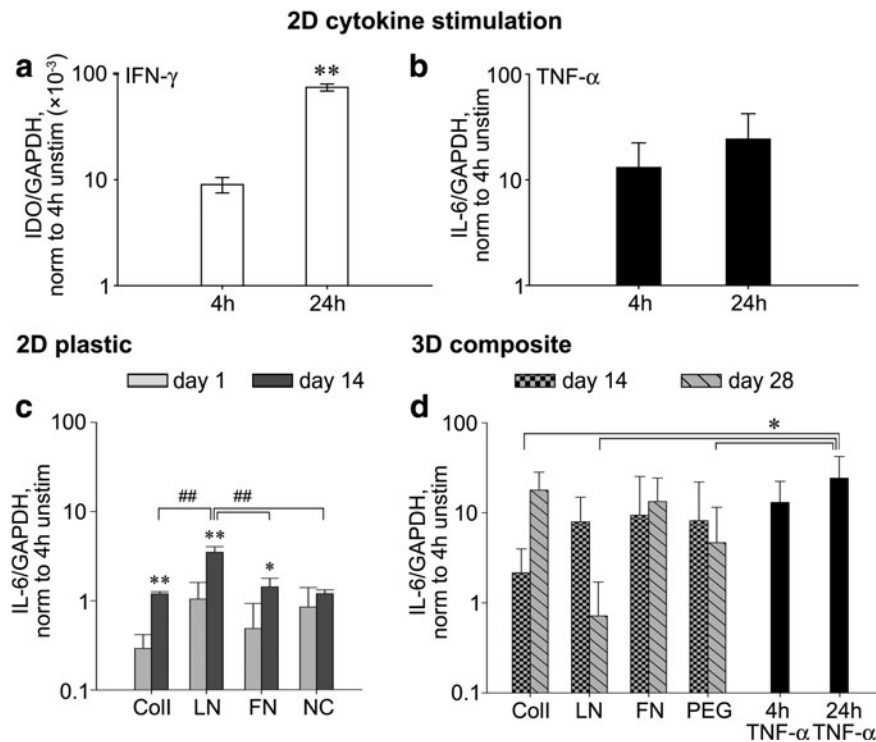 2D cytokine stimulation
a
IFN-γ
IDO/GAPDH,
norm to 4h unstim (×10⁻³)
100
10
1
**
4h
24h
b
TNF-α
IL-6/GAPDH,
norm to 4h unstim
100
10
1
4h
24h
2D plastic
day 1
day 14
c
IL-6/GAPDH,
norm to 4h unstim
100
10
1
0.1
##
##
**
**
*
Coll
LN
FN
NC
3D composite
day 14
day 28
d
IL-6/GAPDH,
norm to 4h unstim
100
10
1
0.1
*
Coll
LN
FN
PEG
4h
TNF-α
24h
TNF-α